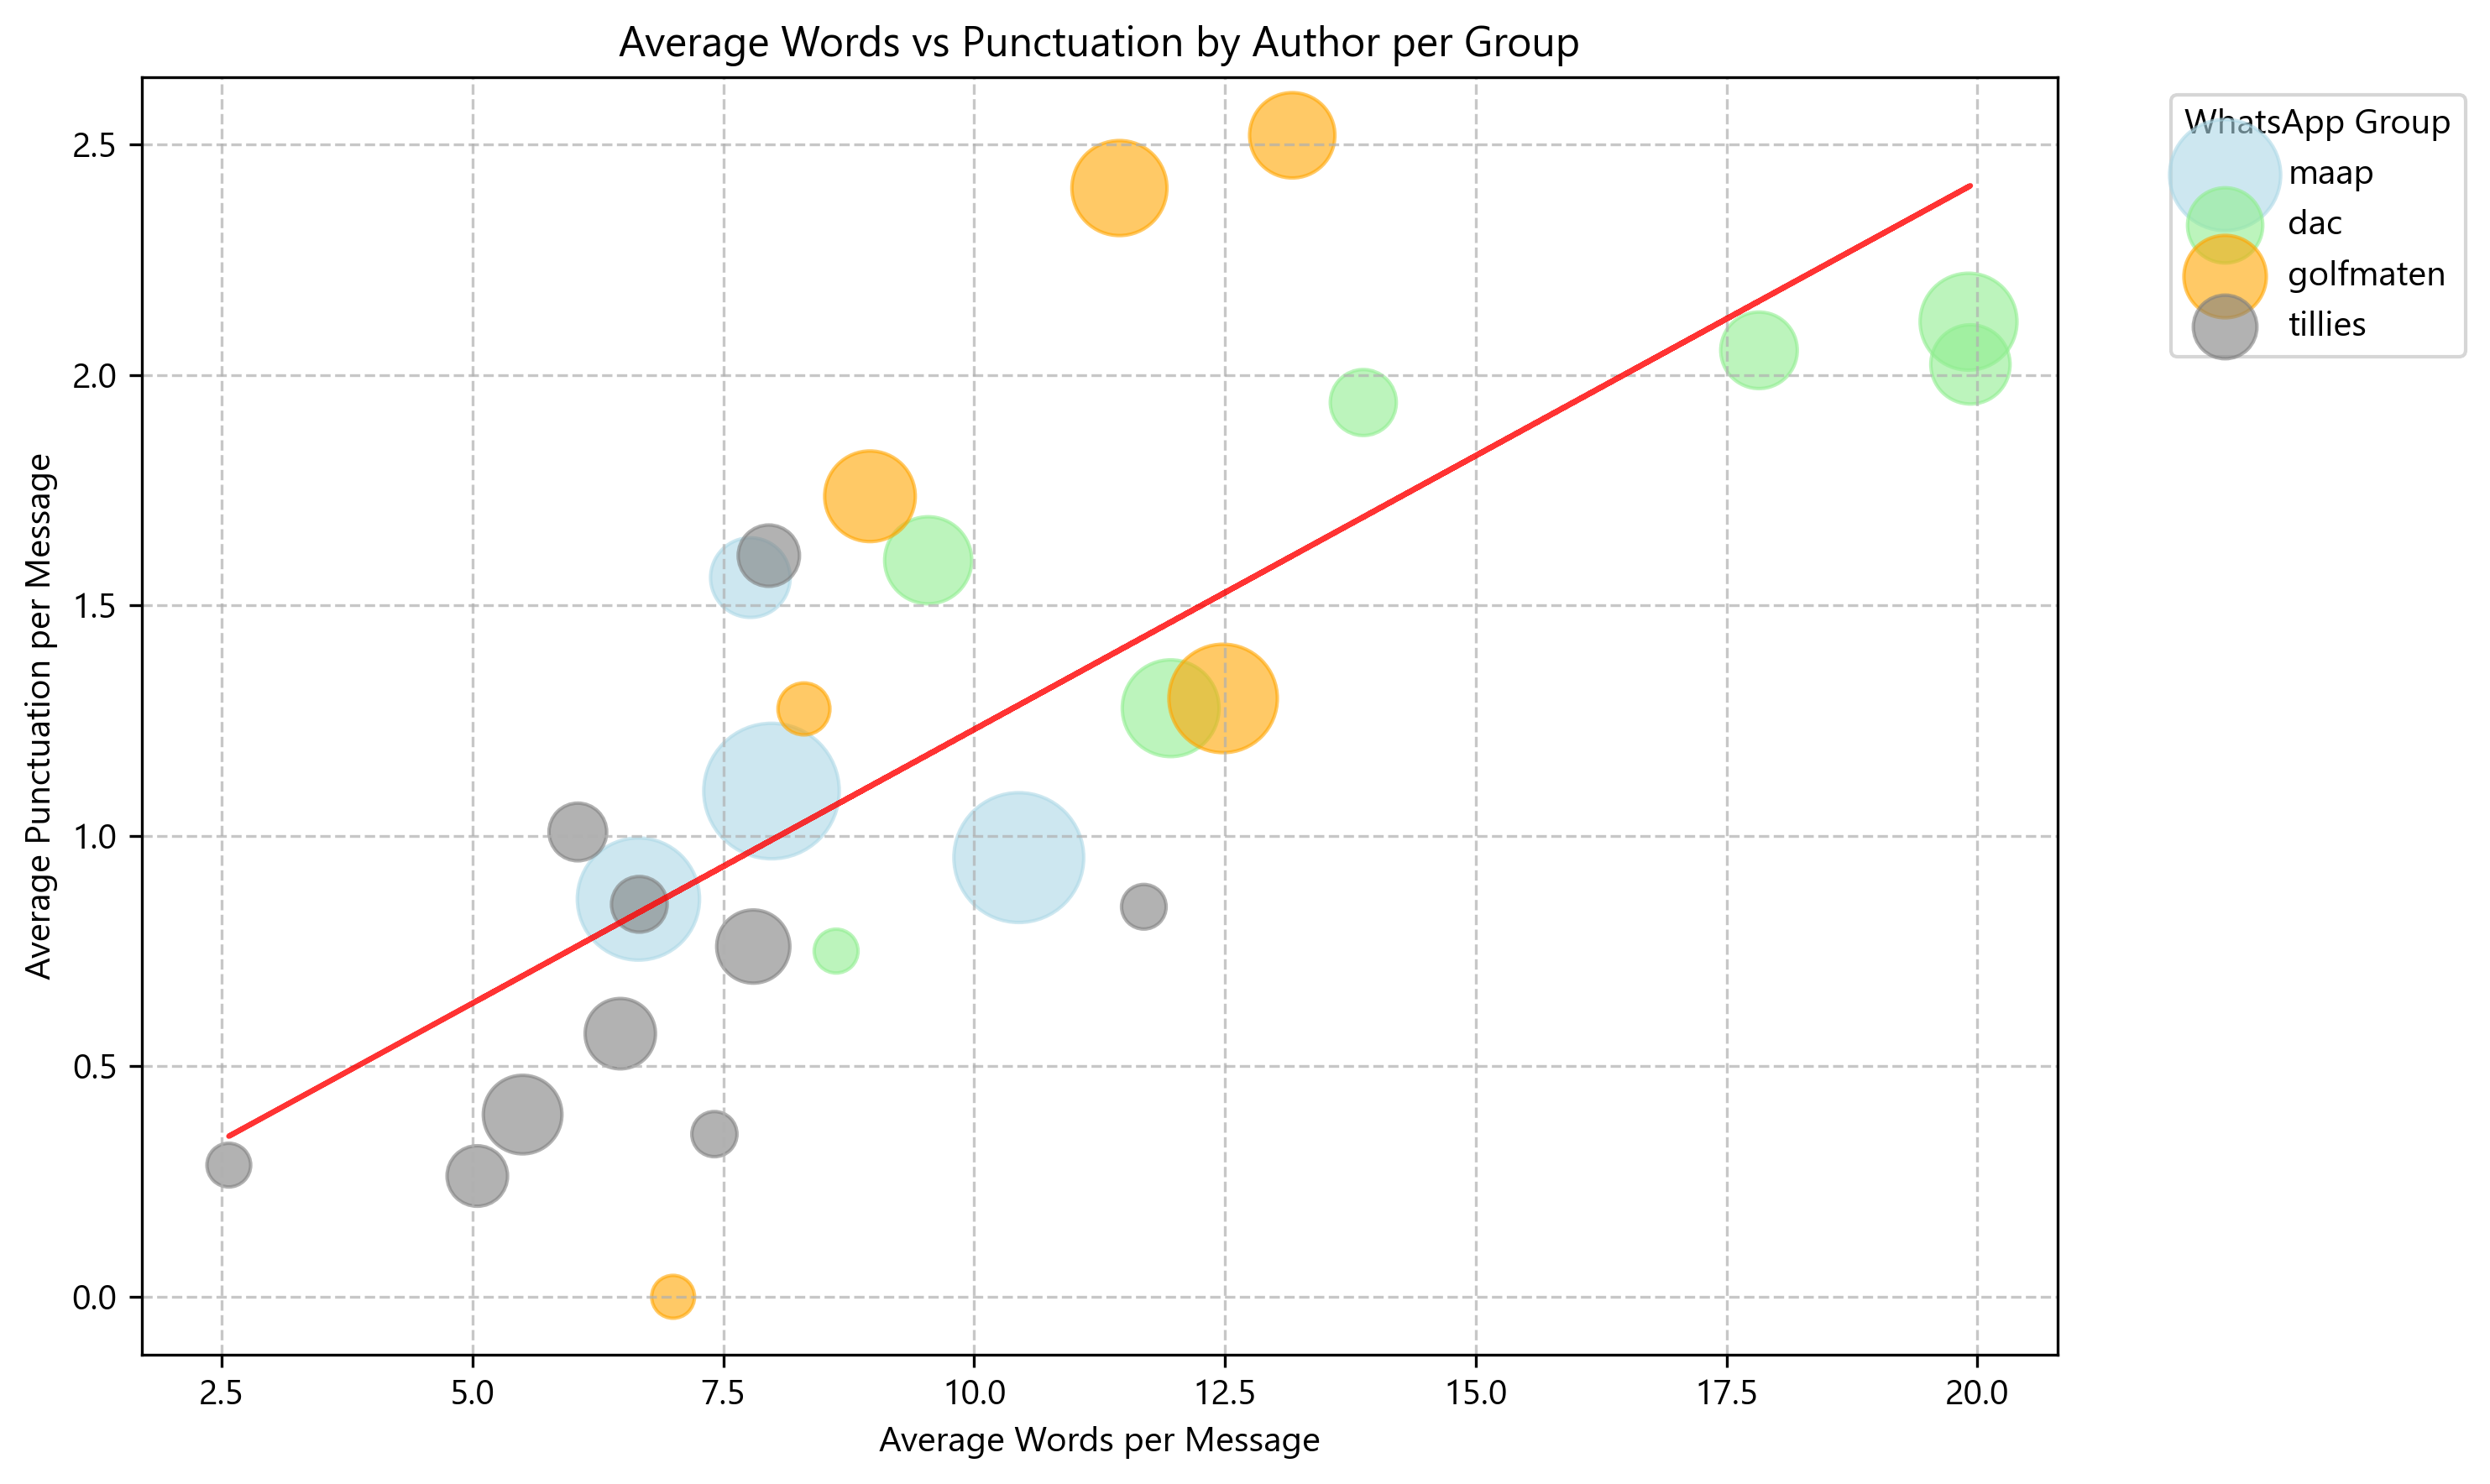 Average Words vs Punctuation by Author per Group
Average Punctuation per Message
2.5
2.0
1.5
1.0
0.5
0.0
2.5 5.0 7.5 10.0 12.5 15.0 17.5 20.0
Average Words per Message
WhatsApp Group
maap
dac
golfmaten
tillies